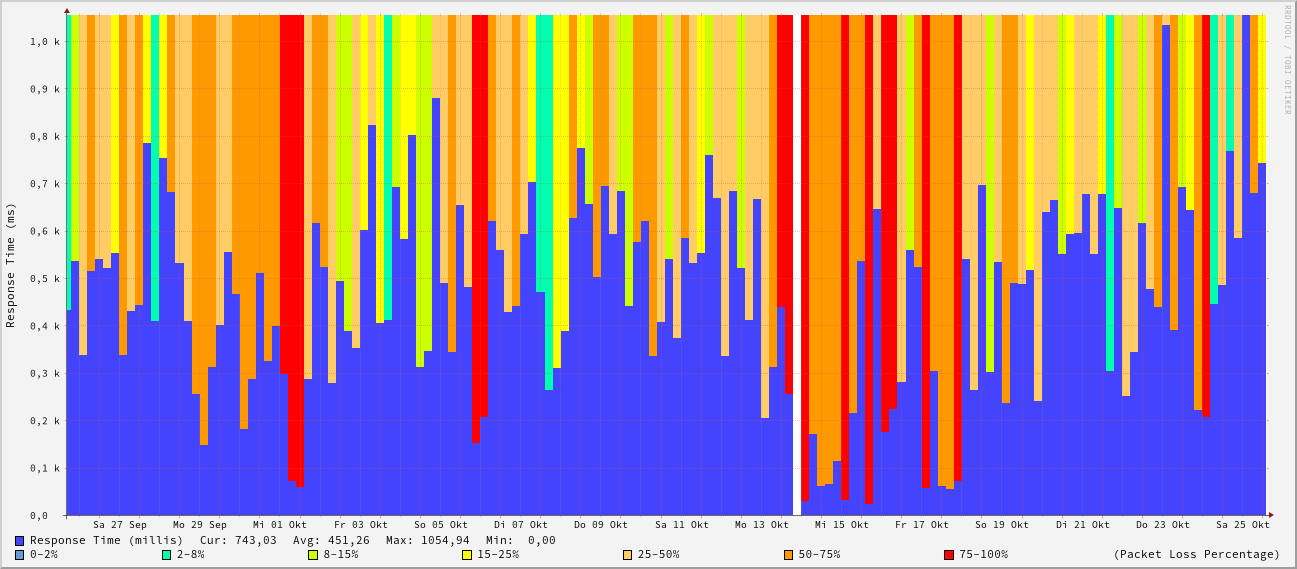 RRDTOOL / TOBI OETIKER
Response Time (ms)
1,0 k
0,9 k
0,8 k
0,7 k
0,6 k
0,5 k
0,4 k
0,3 k
0,2 k
0,1 k
0,0
Sa 27 Sep Mo 29 Sep Mi 01 Okt Fr 03 Okt So 05 Okt Di 07 Okt Do 09 Okt Sa 11 Okt Mo 13 Okt Mi 15 Okt Fr 17 Okt So 19 Okt Di 21 Okt Do 23 Okt Sa 25 Okt
Response Time (millis) Cur: 743,03 Avg: 451,26 Max: 1054,94 Min: 0,00
0-2% 2-8% 8-15% 15-25% 25-50% 50-75% 75-100% (Packet Loss Percentage)